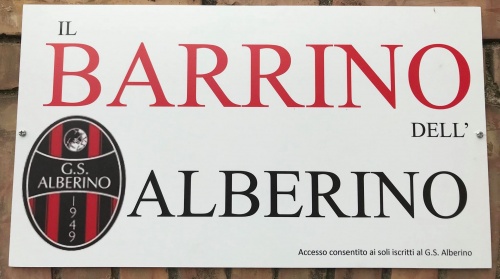 IL
BARRINO
DELL'
G.S.
ALBERINO
1949
ALBERINO
Accesso consentito ai soli iscritti al G.S. Alberino